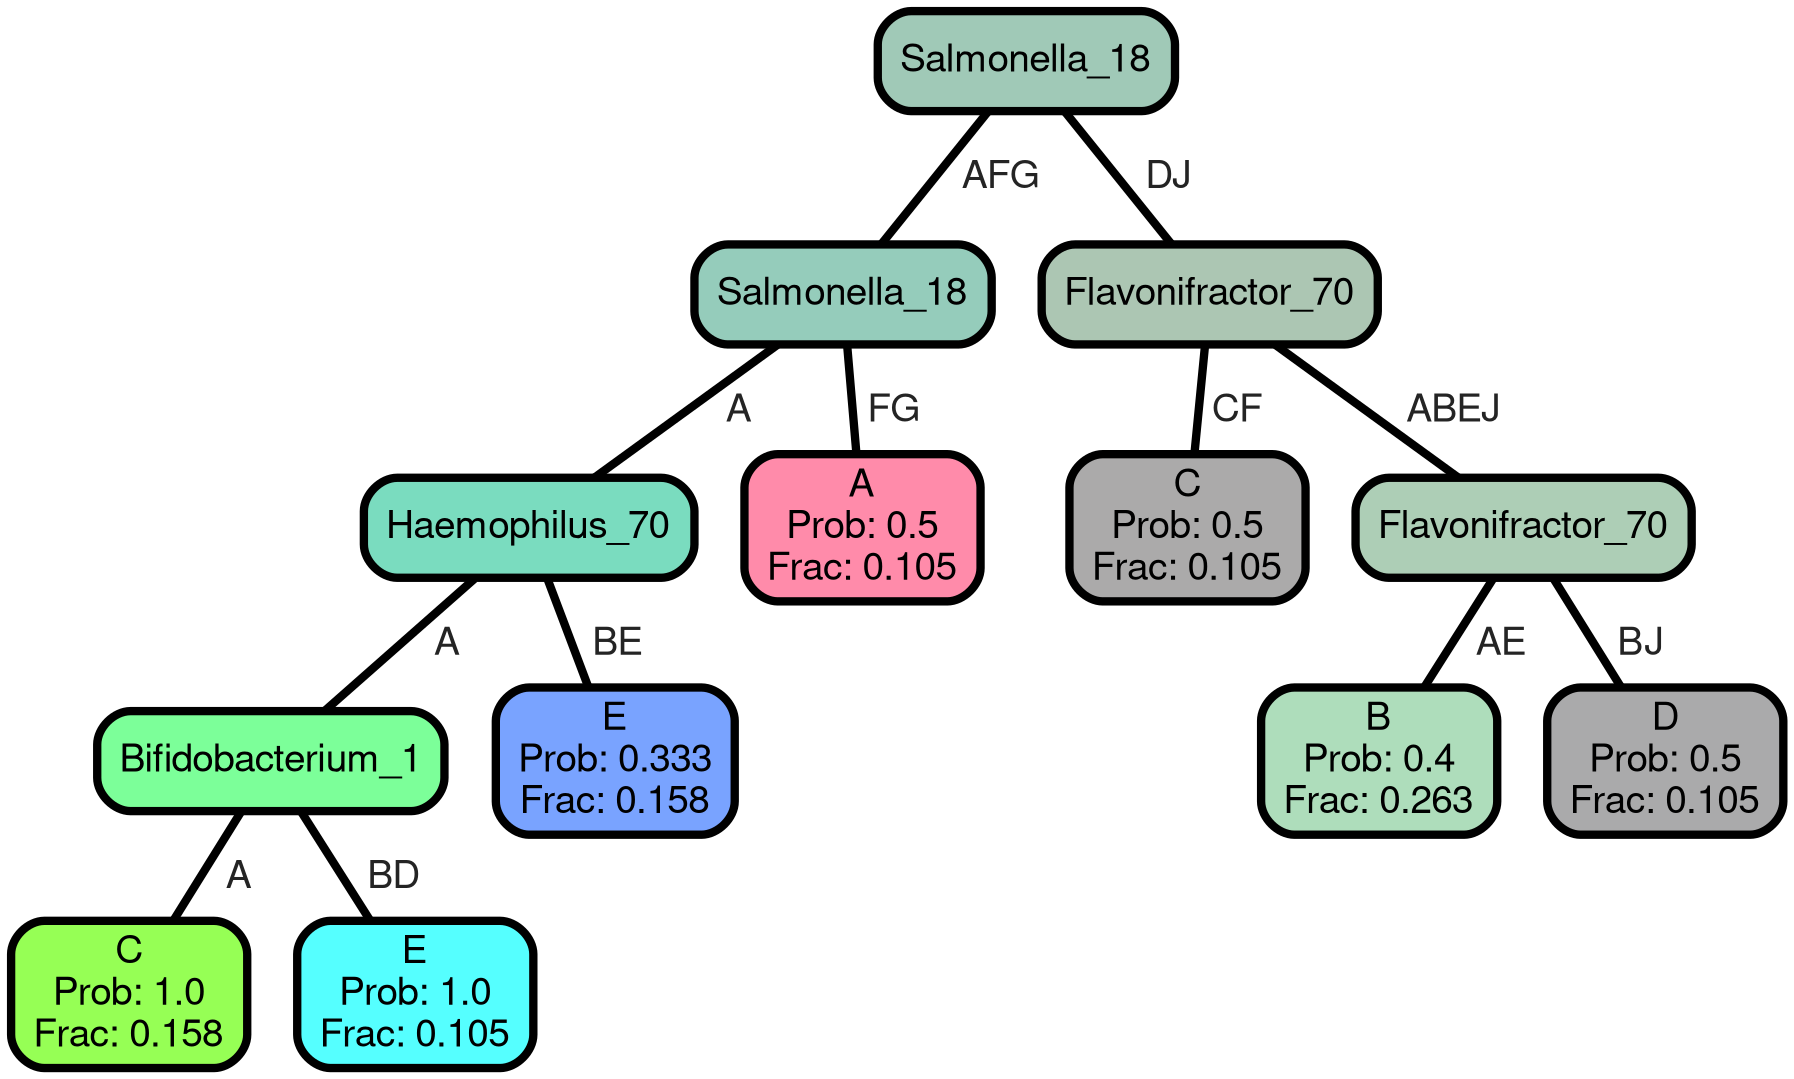 Salmonella_18
AFG
DJ
Salmonella_18
Flavonifractor_70
A
FG
CF
ABEJ
Haemophilus_70
A
Prob: 0.5
Frac: 0.105
C
Prob: 0.5
Frac: 0.105
Flavonifractor_70
A
BE
AE
BJ
Bifidobacterium_1
E
Prob: 0.333
Frac: 0.158
B
Prob: 0.4
Frac: 0.263
D
Prob: 0.5
Frac: 0.105
A
BD
C
Prob: 1.0
Frac: 0.158
E
Prob: 1.0
Frac: 0.105